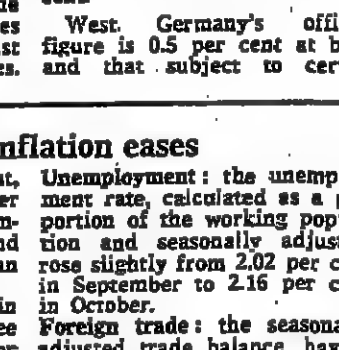 West. Germany's offi
figure is 0.5 per cent at b
and that subject to cer
nflation eases
Unemployment: the unemp
ment rate, calculated as a p
portion of the working pop
tion and seasonally adjust
rose slightly from 2.02 per c
in September to 2.16 per c
in October.
Foreign trade: the seasona
adjusted trade balance hav